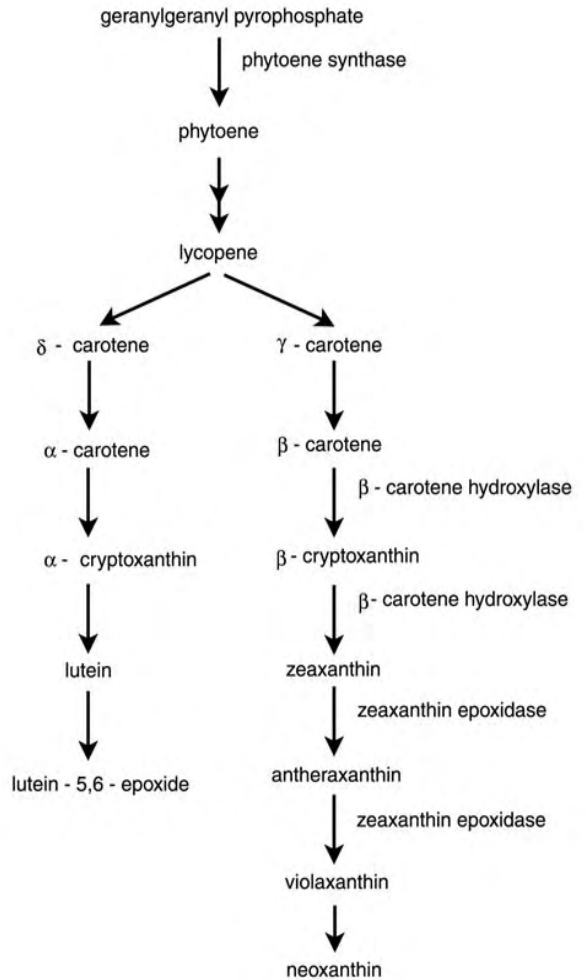 geranylgeranyl pyrophosphate
phytoene synthase
phytoene
lycopene
δ - carotene
γ - carotene
α - carotene
β - carotene
β - carotene hydroxylase
α - cryptoxanthin
β - cryptoxanthin
β - carotene hydroxylase
lutein
zeaxanthin
zeaxanthin epoxidase
lutein - 5,6 - epoxide
antheraxanthin
zeaxanthin epoxidase
violaxanthin
neoxanthin